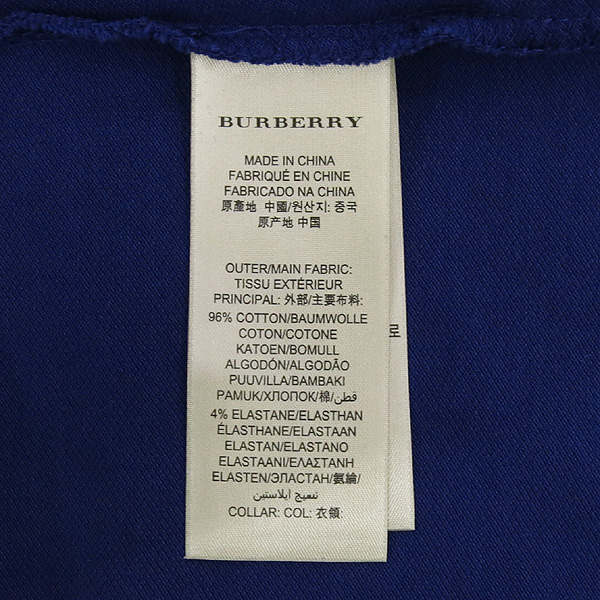 BURBERRY
MADE IN CHINA
FABRIQUÉ EN CHINE
FABRICADO NA CHINA
原產地 中國/원산지: 중국
原产地 中国
OUTER/MAIN FABRIC:
TISSU EXTÉRIEUR
PRINCIPAL: 外部/主要布料:
96% COTTON/BAUMWOLLE
COTON/COTONE
KATOEN/BOMULL
ALGODÓN/ALGODÃO
PUUVILLA/ΒΑΜΒΑΚΙ
PAMUK/ХЛОПОК/棉/قطن/
4% ELASTANE/ELASTHAN
ÉLASTHANE/ELASTAAN
ELASTAN/ELASTANO
ELASTAANI/ΕΛΑΣΤΑΝΗ
ELASTEN/ЭЛАСТАН/氨綸/
نسيج ايلاستين
COLLAR: COL: 衣領:
로